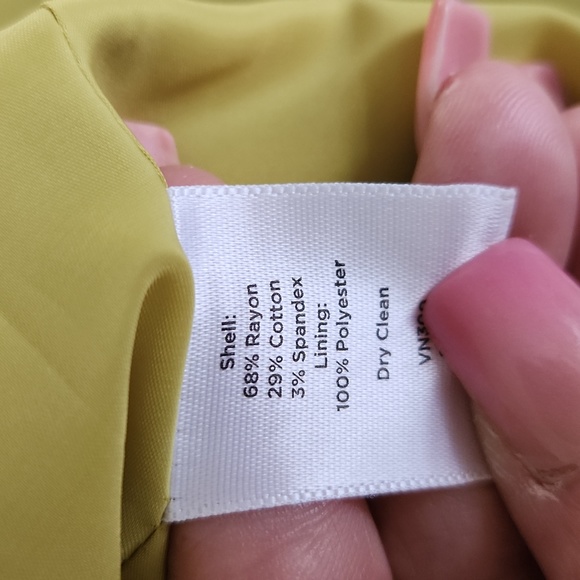 Shell:
68% Rayon
29% Cotton
3% Spandex
Lining:
100% Polyester
Dry Clean